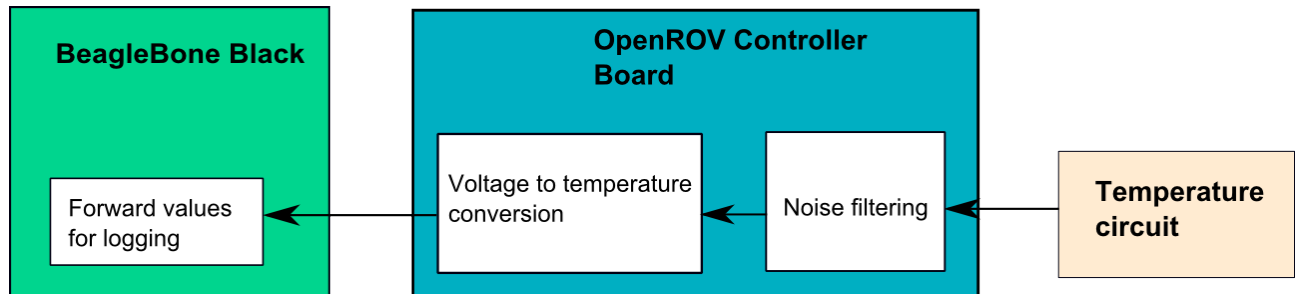 BeagleBone Black
Forward values
for logging
OpenROV Controller
Board
Voltage to temperature
conversion
Noise filtering
Temperature
circuit